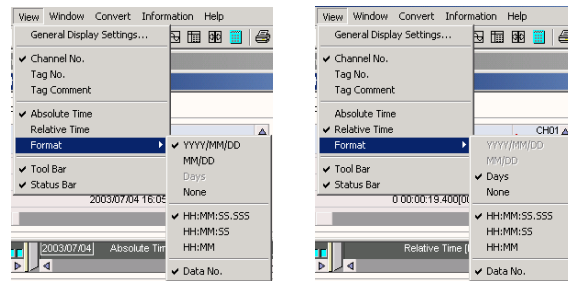 View Window Convert Information Help
General Display Settings...
Channel No.
Tag No.
Tag Comment
Absolute Time
Relative Time
Format
Tool Bar
Status Bar
YYYY/MM/DD
MM/DD
Days
None
HH:MM:SS.SSS
HH:MM:SS
HH:MM
Data No.
2003/07/04 16:05
2003/07/04 Absolute Tim
View Window Convert Information Help
General Display Settings...
Channel No.
Tag No.
Tag Comment
Absolute Time
Relative Time
Format
CH01
Tool Bar
Status Bar
YYYY/MM/DD
MM/DD
Days
None
HH:MM:SS.SSS
HH:MM:SS
HH:MM
Data No.
0 00:00:19.400[00
Relative Time [